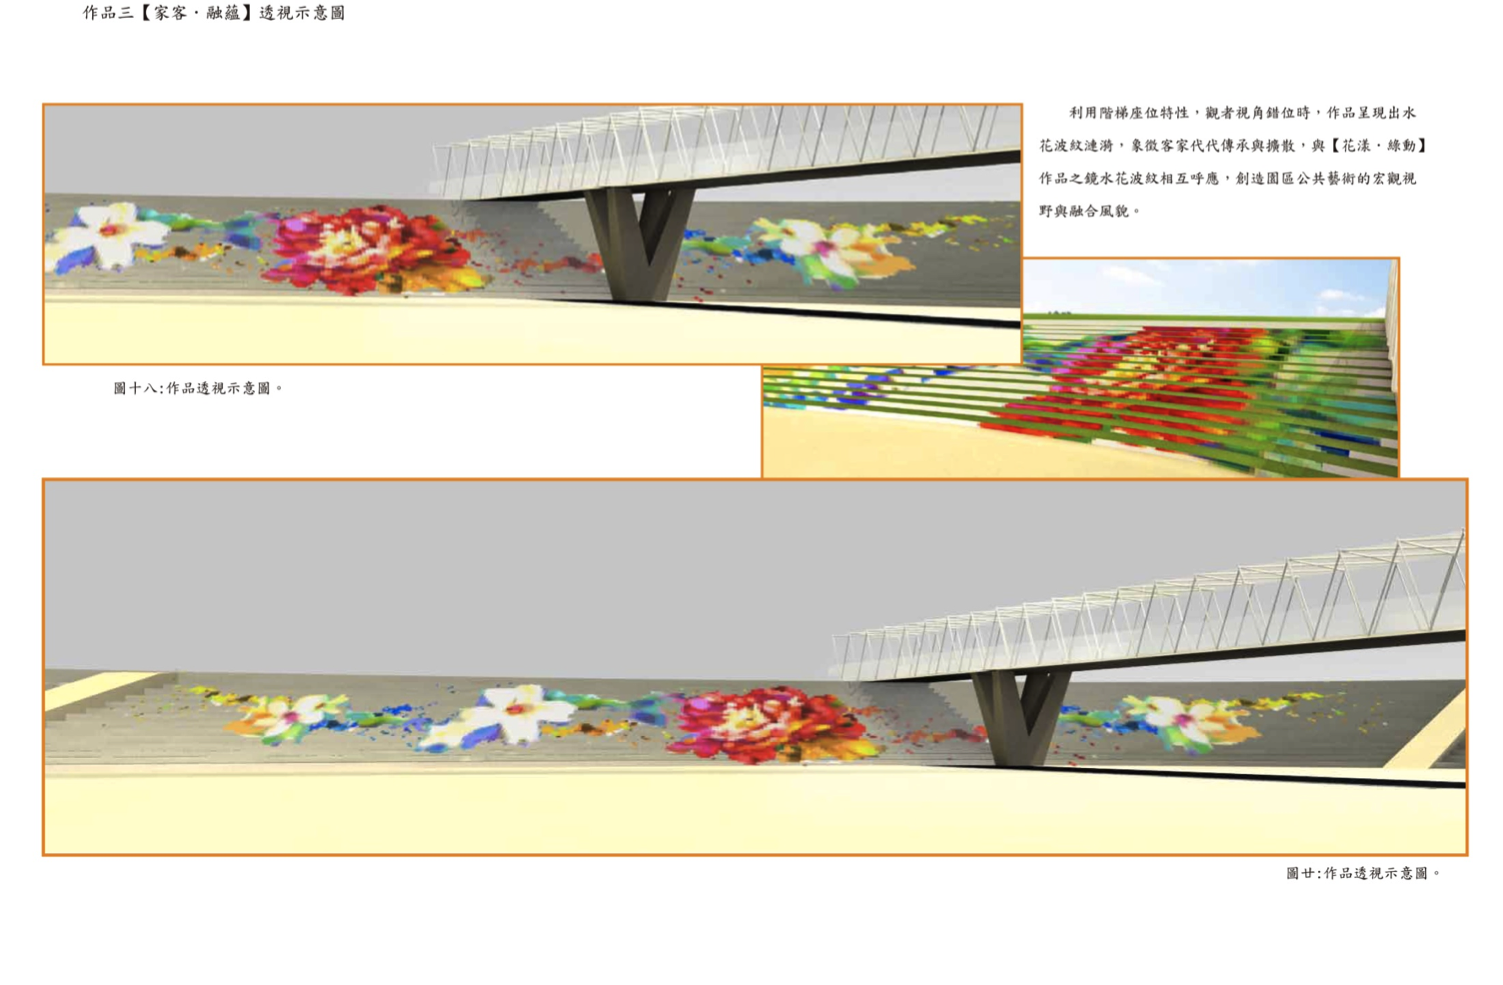 作品三【家客·融蘊】透視示意圖
利用階梯座位特性，觀者視角錯位時，作品呈現出水
花波紋漣漪，象徵客家代代傳承與擴散，與【花漾·綠動】
作品之鏡水花波紋相互呼應，創造園區公共藝術的宏觀視
野與融合風貌。
圖十八:作品透視示意圖。
圖廿:作品透視示意圖。